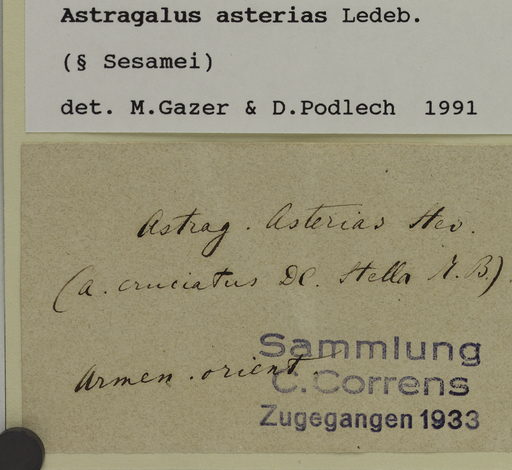 Astragalus asterias Ledeb.
(§ Sesamei)
det. M.Gazer & D.Podlech 1991
Astrag. Asterias Stev.
(A. cruciatus DC. Stella M.B.)
Armen. orient.
Sammlung
C.Correns
Zugegangen 1933